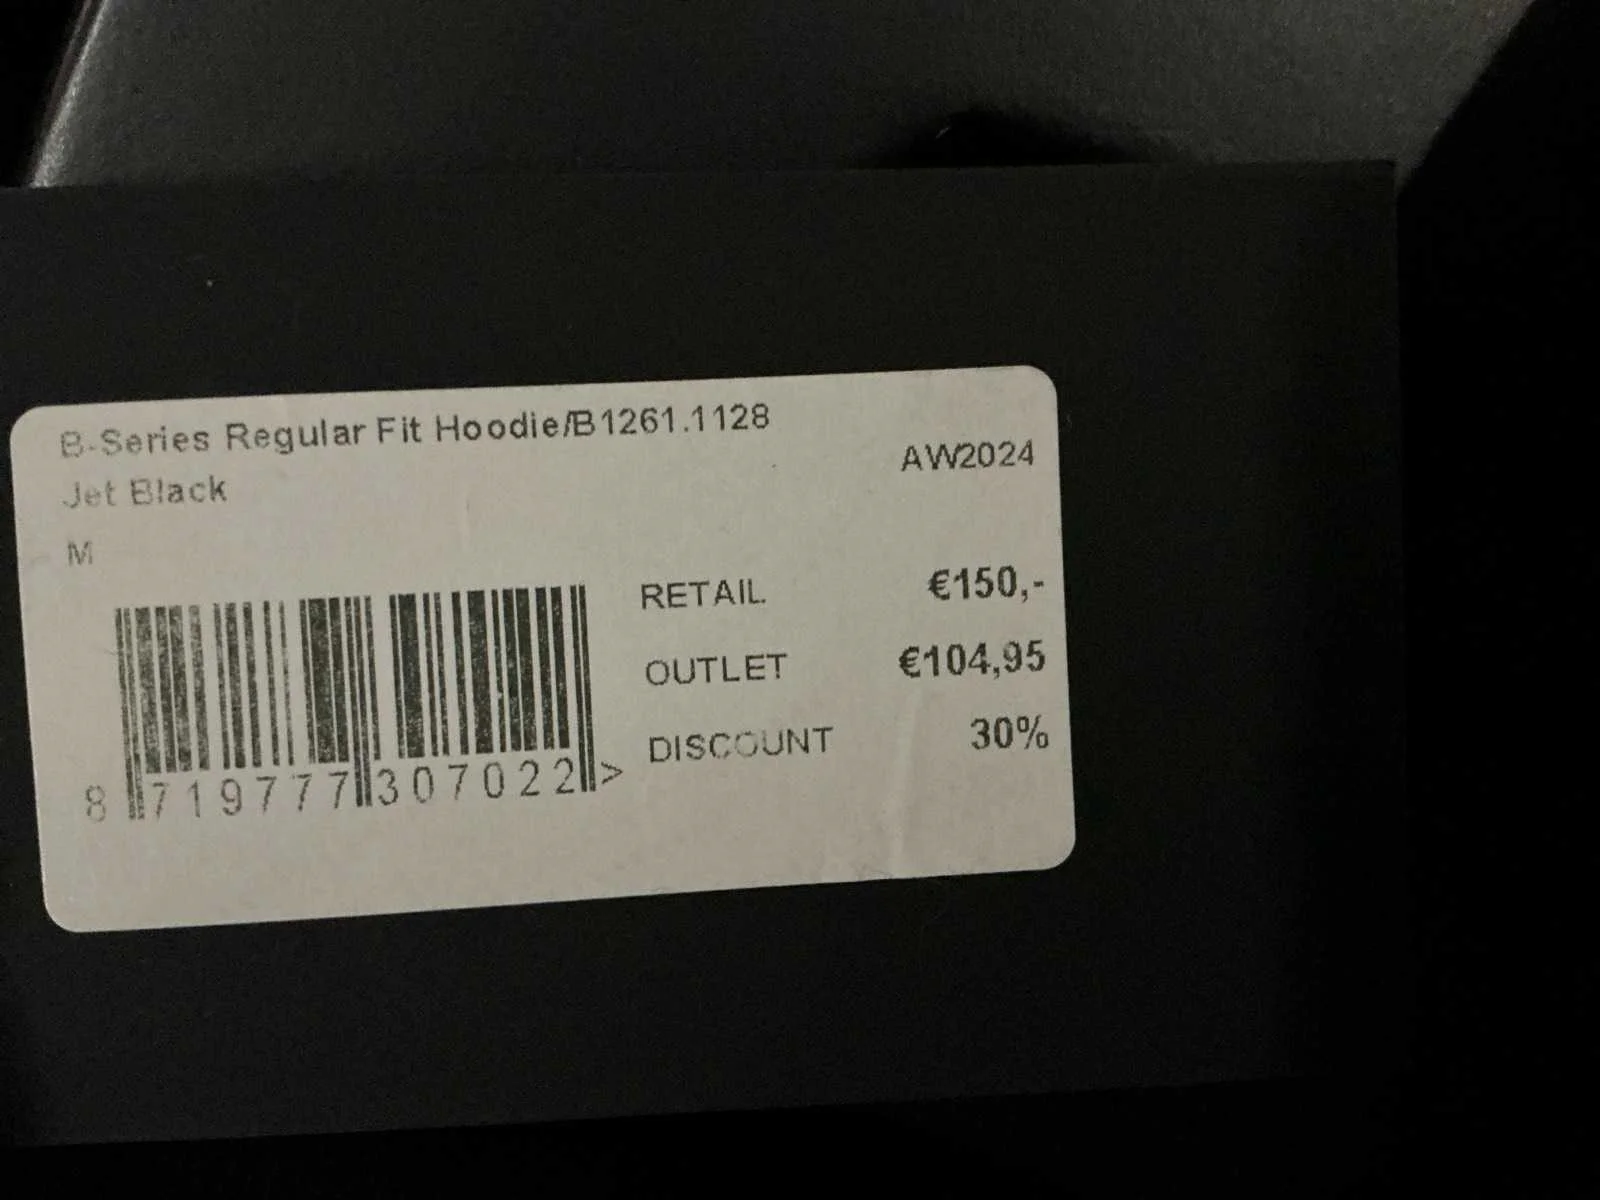 B-Series Regular Fit Hoodie/B1261.1128
AW2024
Jet Black
M
RETAIL €150,-
OUTLET €104,95
DISCOUNT 30%
8 719777 307022 >